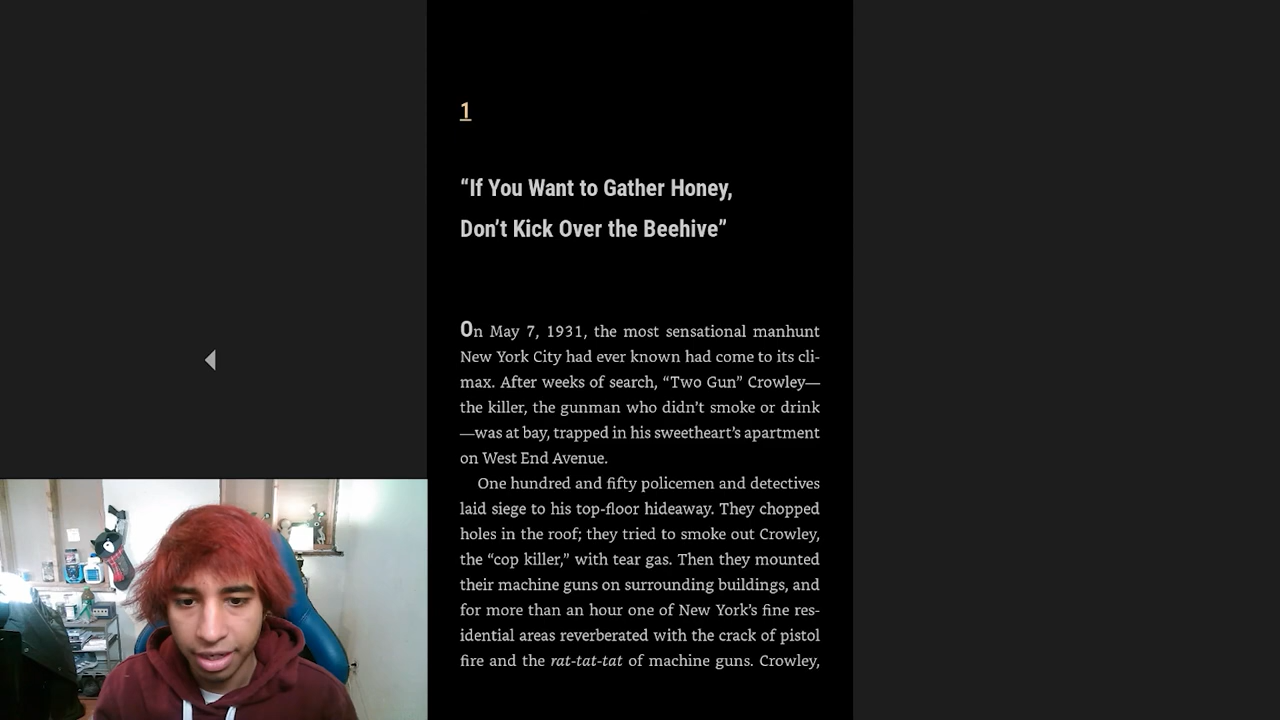 1
“If You Want to Gather Honey,
Don’t Kick Over the Beehive”
On May 7, 1931, the most sensational manhunt
New York City had ever known had come to its cli-
max. After weeks of search, “Two Gun” Crowley—
the killer, the gunman who didn’t smoke or drink
—was at bay, trapped in his sweetheart’s apartment
on West End Avenue.
One hundred and fifty policemen and detectives
laid siege to his top-floor hideaway. They chopped
holes in the roof; they tried to smoke out Crowley,
the “cop killer,” with tear gas. Then they mounted
their machine guns on surrounding buildings, and
for more than an hour one of New York’s fine res-
idential areas reverberated with the crack of pistol
fire and the rat-tat-tat of machine guns. Crowley,